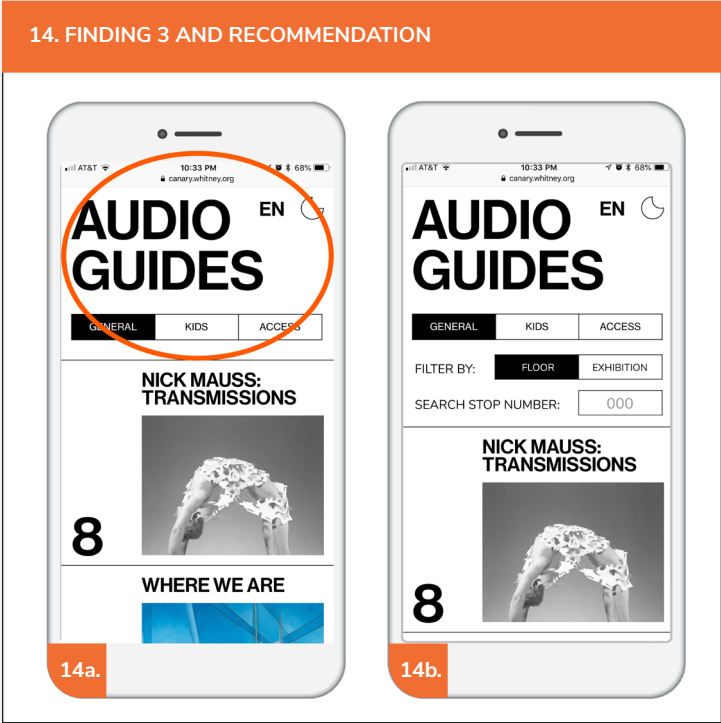 14. FINDING 3 AND RECOMMENDATION
AT&T 10:33 PM 68%
canary.whitney.org
AUDIO EN
GUIDES
GENERAL KIDS ACCESS
NICK MAUSS:
TRANSMISSIONS
8
WHERE WE ARE
14a.
AT&T 10:33 PM 68%
canary.whitney.org
AUDIO EN
GUIDES
GENERAL KIDS ACCESS
FILTER BY: FLOOR EXHIBITION
SEARCH STOP NUMBER: 000
NICK MAUSS:
TRANSMISSIONS
8
14b.